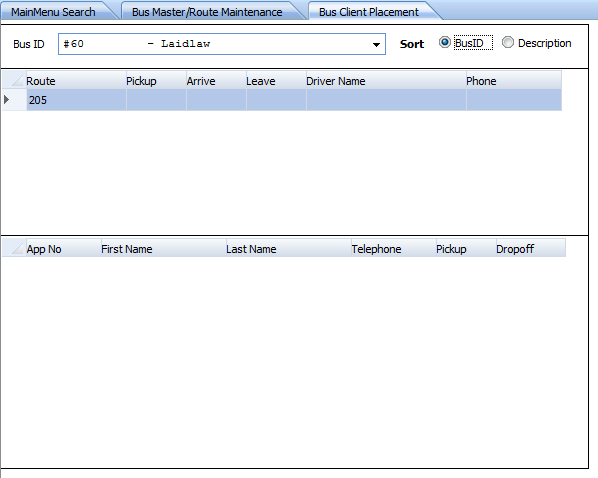 MainMenu Search Bus Master/Route Maintenance Bus Client Placement
Bus ID #60 - Laidlaw Sort BusID Description
Route Pickup Arrive Leave Driver Name Phone
205
App No First Name Last Name Telephone Pickup Dropoff